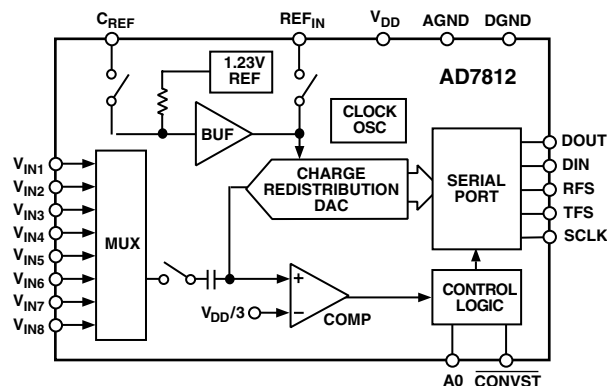 CREF
REFIN
VDD
AGND
DGND
1.23V
REF
AD7812
CLOCK
OSC
BUF
DOUT
DIN
RFS
TFS
SCLK
SERIAL
PORT
CHARGE
REDISTRIBUTION
DAC
VIN1
VIN2
VIN3
VIN4
VIN5
VIN6
VIN7
VIN8
MUX
+
−
COMP
VDD/3
CONTROL
LOGIC
A0
CONVST